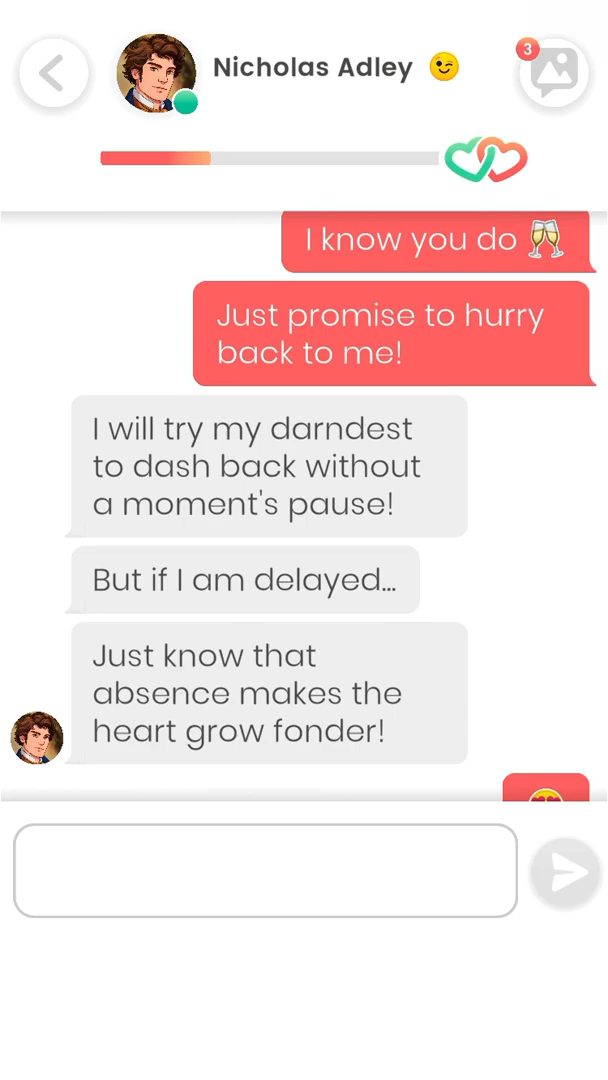 Nicholas Adley 😉
3
I know you do 🥂
Just promise to hurry
back to me!
I will try my darndest
to dash back without
a moment's pause!
But if I am delayed...
Just know that
absence makes the
heart grow fonder!